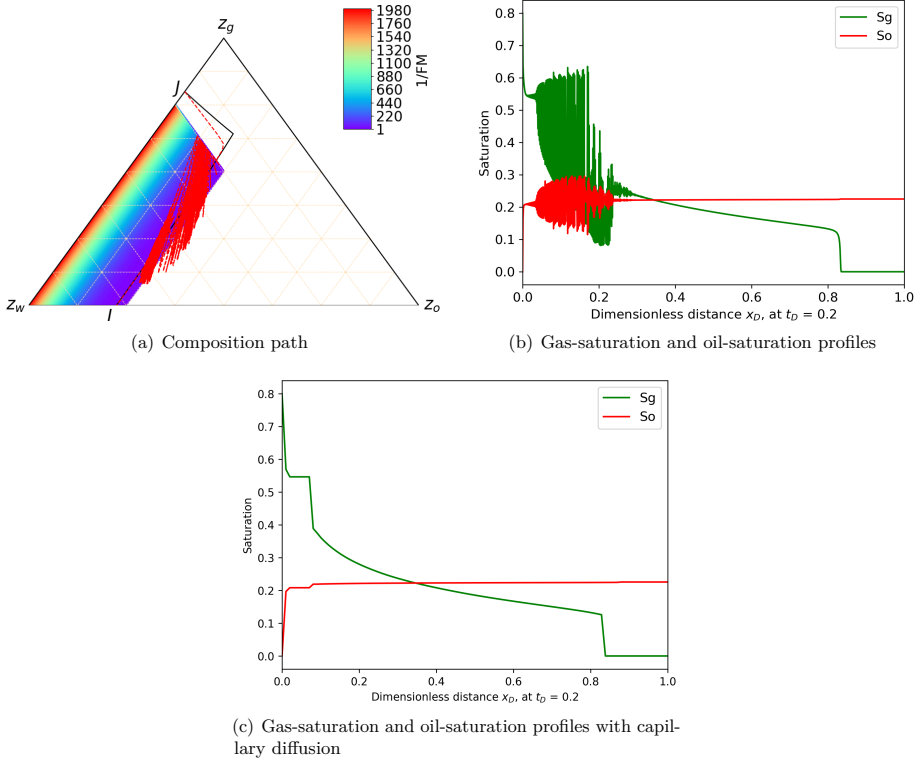 z_g
J
z_w
I
z_o
1980
1760
1540
1320
1100
880
660
440
220
1
1/FM
(a) Composition path
Saturation
0.8
0.7
0.6
0.5
0.4
0.3
0.2
0.1
0.0
0.0 0.2 0.4 0.6 0.8 1.0
Dimensionless distance x_D, at t_D = 0.2
Sg
So
(b) Gas-saturation and oil-saturation profiles
Saturation
0.8
0.7
0.6
0.5
0.4
0.3
0.2
0.1
0.0
0.0 0.2 0.4 0.6 0.8 1.0
Dimensionless distance x_D, at t_D = 0.2
Sg
So
(c) Gas-saturation and oil-saturation profiles with capil-
lary diffusion